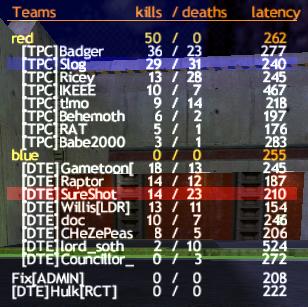 Teams kills / deaths latency
red 50 / 0 262
[TPC]Badger 36 / 23 277
[TPC]Slog 29 / 31 240
[TPC]Ricey 13 / 28 245
[TPC]IKEEE 10 / 7 467
[TPC]t!mo 9 / 14 218
[TPC]Behemoth 6 / 2 197
[TPC]RAT 5 / 1 176
[TPC]Babe2000 3 / 1 283
blue 0 / 0 255
[DTE]Gametoon[ 18 / 13 245
[DTE]Raptor 14 / 12 187
[DTE]SureShot 14 / 23 210
[DTE]Willis[LDR] 13 / 11 154
[DTE]doc 10 / 7 246
[DTE]CHeZePeas 8 / 5 206
[DTE]lord_soth 2 / 10 524
[DTE]Councillor_ 0 / 3 272
Fix[ADMIN] 0 / 0 208
[DTE]Hulk[RCT] 0 / 0 222